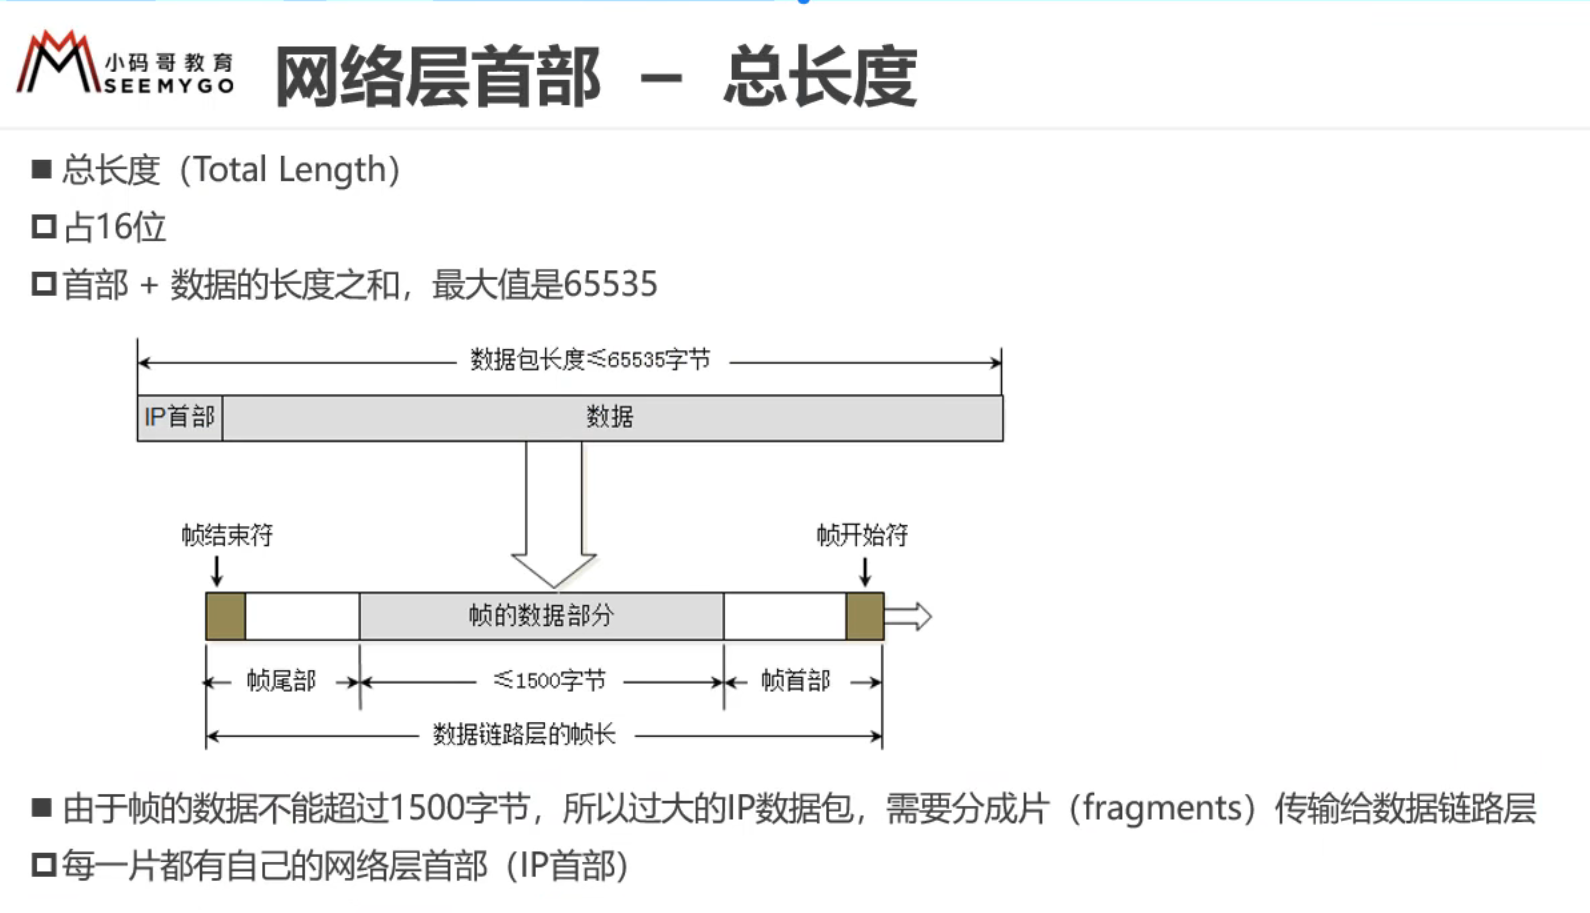 小码哥教育
SEEMYGO
网络层首部 － 总长度
■ 总长度（Total Length）
占16位
首部 + 数据的长度之和，最大值是65535
数据包长度≤65535字节
IP首部
数据
帧结束符
帧开始符
帧的数据部分
帧尾部
≤1500字节
帧首部
数据链路层的帧长
■ 由于帧的数据不能超过1500字节，所以过大的IP数据包，需要分成片（fragments）传输给数据链路层
每一片都有自己的网络层首部（IP首部）